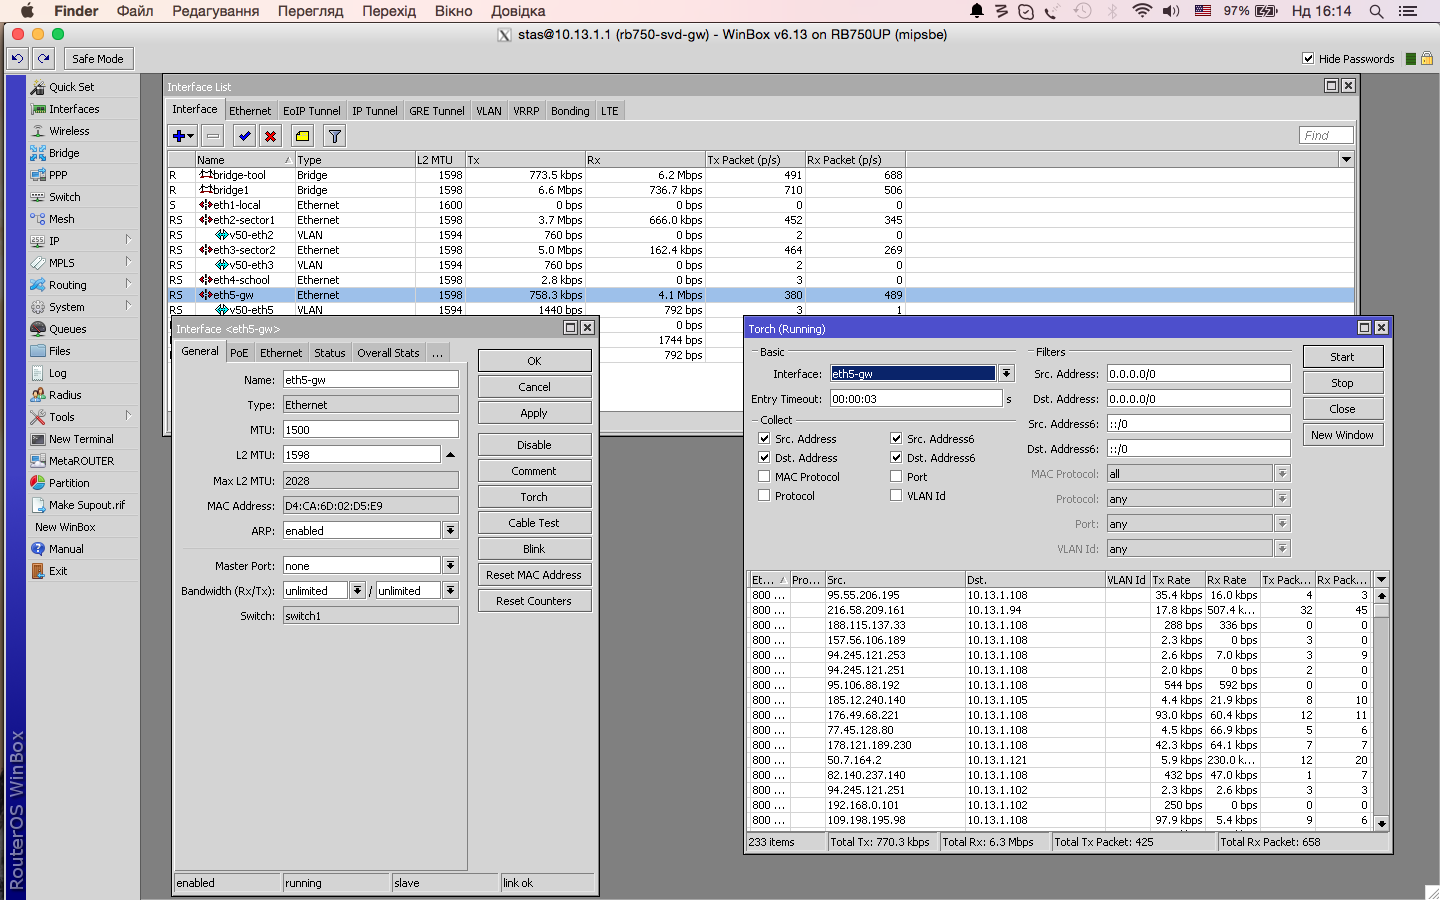 Finder Файл Редагування Перегляд Перехід Вікно Довідка 97% Нд 16:14
stas@10.13.1.1 (rb750-svd-gw) - WinBox v6.13 on RB750UP (mipsbe)
Safe Mode Hide Passwords
Quick Set
Interfaces
Wireless
Bridge
PPP
Switch
Mesh
IP
MPLS
Routing
System
Queues
Files
Log
Radius
Tools
New Terminal
MetaROUTER
Partition
Make Supout.rif
New WinBox
Manual
Exit
RouterOS WinBox
Interface List
Interface Ethernet EoIP Tunnel IP Tunnel GRE Tunnel VLAN VRRP Bonding LTE
Find
Name Type L2 MTU Tx Rx Tx Packet (p/s) Rx Packet (p/s)
R bridge-tool Bridge 1598 773.5 kbps 6.2 Mbps 491 688
R bridge1 Bridge 1598 6.6 Mbps 736.7 kbps 710 506
S eth1-local Ethernet 1600 0 bps 0 bps 0 0
RS eth2-sector1 Ethernet 1598 3.7 Mbps 666.0 kbps 452 345
RS v50-eth2 VLAN 1594 760 bps 0 bps 2 0
RS eth3-sector2 Ethernet 1598 5.0 Mbps 162.4 kbps 464 269
RS v50-eth3 VLAN 1594 760 bps 0 bps 2 0
RS eth4-school Ethernet 1598 2.8 kbps 0 bps 3 0
RS eth5-gw Ethernet 1598 758.3 kbps 4.1 Mbps 380 489
RS v50-eth5 VLAN 1594 1440 bps 792 bps 3 1
0 bps
1744 bps
792 bps
Interface <eth5-gw>
General PoE Ethernet Status Overall Stats ...
Name: eth5-gw
Type: Ethernet
MTU: 1500
L2 MTU: 1598
Max L2 MTU: 2028
MAC Address: D4:CA:6D:02:D5:E9
ARP: enabled
Master Port: none
Bandwidth (Rx/Tx): unlimited / unlimited
Switch: switch1
OK
Cancel
Apply
Disable
Comment
Torch
Cable Test
Blink
Reset MAC Address
Reset Counters
enabled running slave link ok
Torch (Running)
Basic
Interface: eth5-gw
Entry Timeout: 00:00:03 s
Collect
Src. Address Src. Address6
Dst. Address Dst. Address6
MAC Protocol Port
Protocol VLAN Id
Filters
Src. Address: 0.0.0.0/0
Dst. Address: 0.0.0.0/0
Src. Address6: ::/0
Dst. Address6: ::/0
MAC Protocol: all
Protocol: any
Port: any
VLAN Id: any
Start
Stop
Close
New Window
Et... Pro... Src. Dst. VLAN Id Tx Rate Rx Rate Tx Pack... Rx Pack...
800 ... 95.55.206.195 10.13.1.108 35.4 kbps 16.0 kbps 4 3
800 ... 216.58.209.161 10.13.1.94 17.8 kbps 507.4 k... 32 45
800 ... 188.115.137.33 10.13.1.108 288 bps 336 bps 0 0
800 ... 157.56.106.189 10.13.1.108 2.3 kbps 0 bps 3 0
800 ... 94.245.121.253 10.13.1.108 2.6 kbps 7.0 kbps 3 9
800 ... 94.245.121.251 10.13.1.108 2.0 kbps 0 bps 2 0
800 ... 95.106.88.192 10.13.1.108 544 bps 592 bps 0 0
800 ... 185.12.240.140 10.13.1.105 4.4 kbps 21.9 kbps 8 10
800 ... 176.49.68.221 10.13.1.108 93.0 kbps 60.4 kbps 12 11
800 ... 77.45.128.80 10.13.1.108 4.5 kbps 66.9 kbps 5 6
800 ... 178.121.189.230 10.13.1.108 42.3 kbps 64.1 kbps 7 7
800 ... 50.7.164.2 10.13.1.121 5.9 kbps 230.0 k... 12 20
800 ... 82.140.237.140 10.13.1.108 432 bps 47.0 kbps 1 7
800 ... 94.245.121.251 10.13.1.102 2.3 kbps 2.6 kbps 3 3
800 ... 192.168.0.101 10.13.1.102 250 bps 0 bps 0 0
800 ... 109.198.195.98 10.13.1.108 97.9 kbps 5.4 kbps 9 6
233 items Total Tx: 770.3 kbps Total Rx: 6.3 Mbps Total Tx Packet: 425 Total Rx Packet: 658